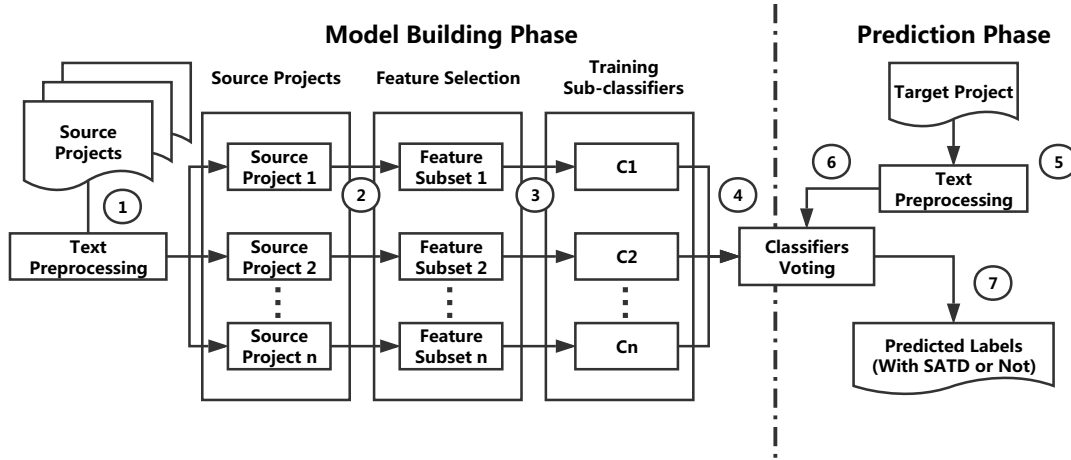 Model Building Phase
Prediction Phase
Source Projects
Feature Selection
Training
Sub-classifiers
Source
Projects
1
Text
Preprocessing
Source
Project 1
2
Feature
Subset 1
3
C1
4
Source
Project 2
Feature
Subset 2
C2
Source
Project n
Feature
Subset n
Cn
Classifiers
Voting
Target Project
5
Text
Preprocessing
6
7
Predicted Labels
(With SATD or Not)